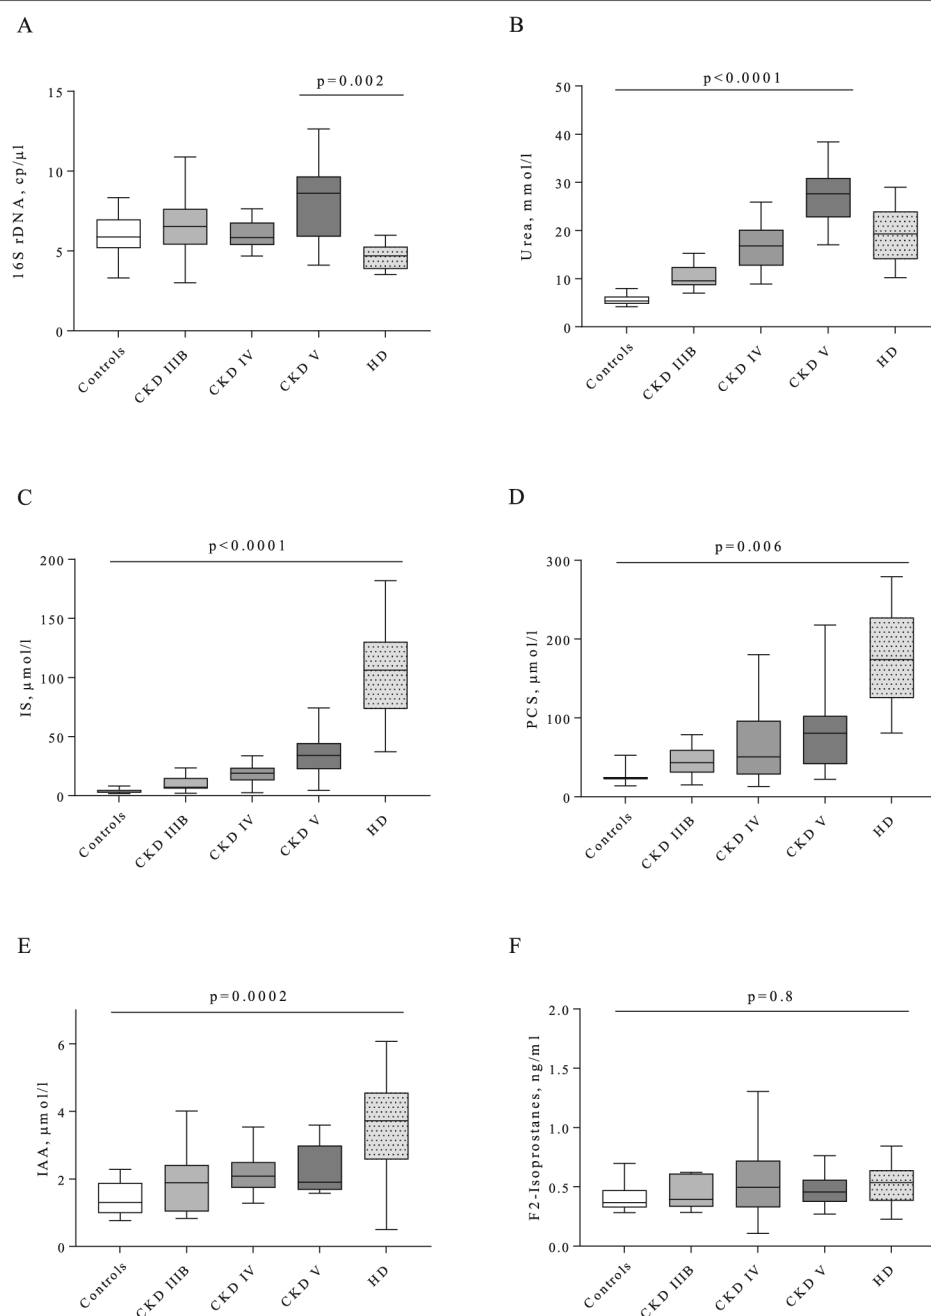 A
p=0.002
16S rDNA, cp/µl
15
10
5
0
Controls
CKD IIIB
CKD IV
CKD V
HD
B
p<0.0001
Urea, mmol/l
50
40
30
20
10
0
Controls
CKD IIIB
CKD IV
CKD V
HD
C
p<0.0001
IS, µmol/l
200
150
100
50
0
Controls
CKD IIIB
CKD IV
CKD V
HD
D
p=0.006
PCS, µmol/l
300
200
100
0
Controls
CKD IIIB
CKD IV
CKD V
HD
E
p=0.0002
IAA, µmol/l
6
4
2
0
Controls
CKD IIIB
CKD IV
CKD V
HD
F
p=0.8
F2-Isoprostanes, ng/ml
2.0
1.5
1.0
0.5
0.0
Controls
CKD IIIB
CKD IV
CKD V
HD